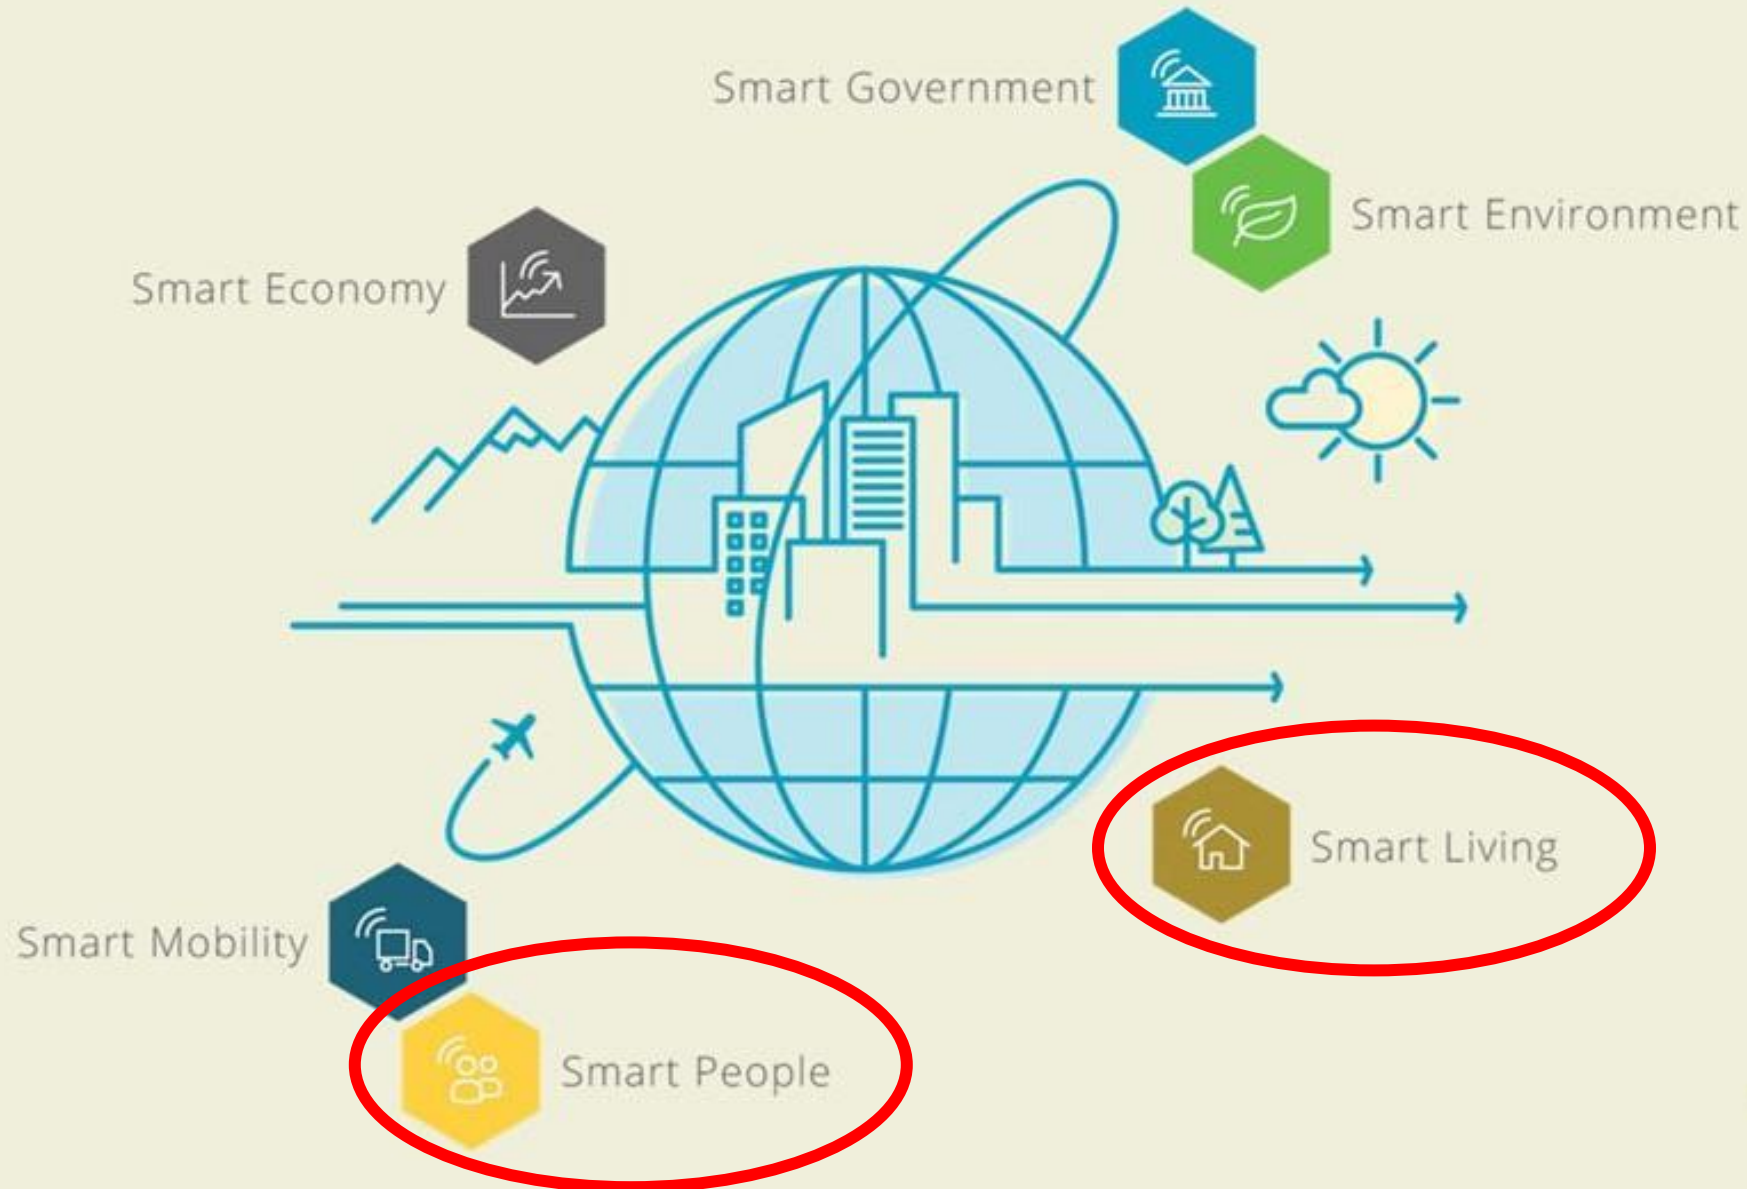 Smart Government
Smart Environment
Smart Economy
Smart Living
Smart Mobility
Smart People